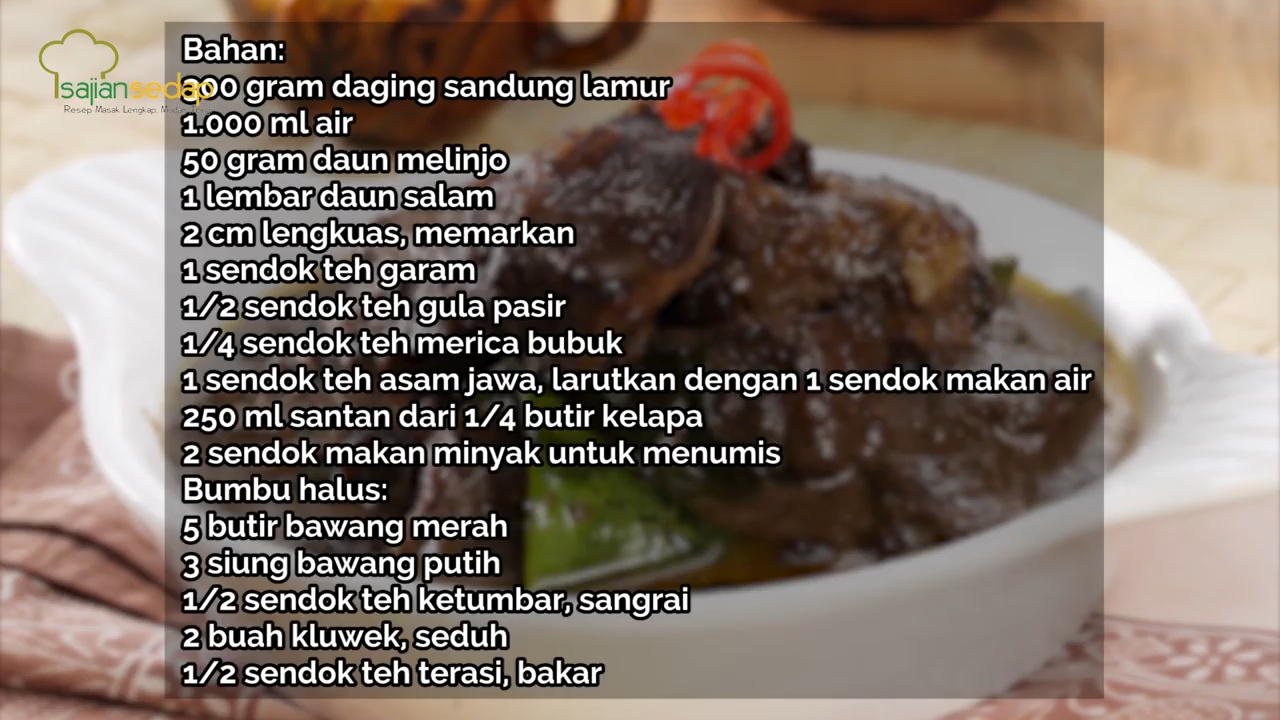 sajiansedap
Resep Masak Lengkap,
Bahan:
300 gram daging sandung lamur
1.000 ml air
50 gram daun melinjo
1 lembar daun salam
2 cm lengkuas, memarkan
1 sendok teh garam
1/2 sendok teh gula pasir
1/4 sendok teh merica bubuk
1 sendok teh asam jawa, larutkan dengan 1 sendok makan air
250 ml santan dari 1/4 butir kelapa
2 sendok makan minyak untuk menumis
Bumbu halus:
5 butir bawang merah
3 siung bawang putih
1/2 sendok teh ketumbar, sangrai
2 buah kluwek, seduh
1/2 sendok teh terasi, bakar